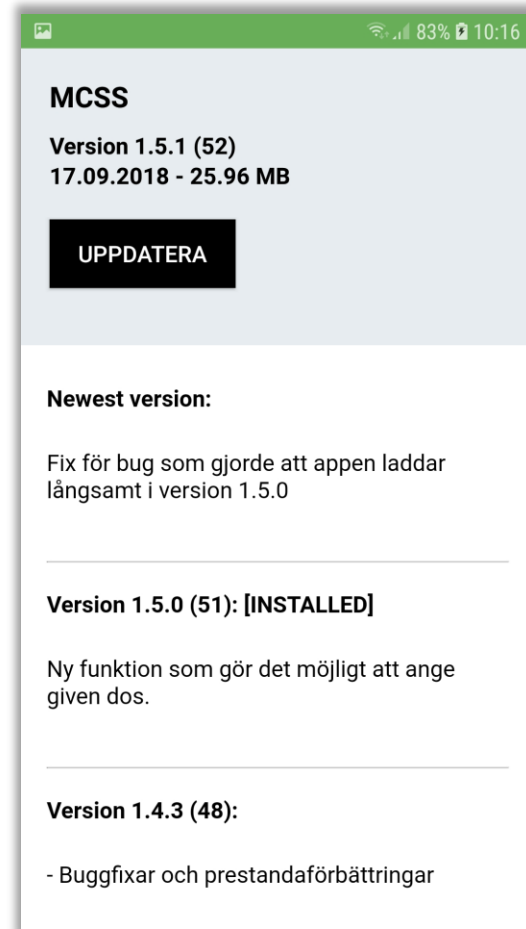 83% 10:16
MCSS
Version 1.5.1 (52)
17.09.2018 - 25.96 MB
UPPDATERA
Newest version:
Fix för bug som gjorde att appen laddar
långsamt i version 1.5.0
Version 1.5.0 (51): [INSTALLED]
Ny funktion som gör det möjligt att ange
given dos.
Version 1.4.3 (48):
- Buggfixar och prestandaförbättringar